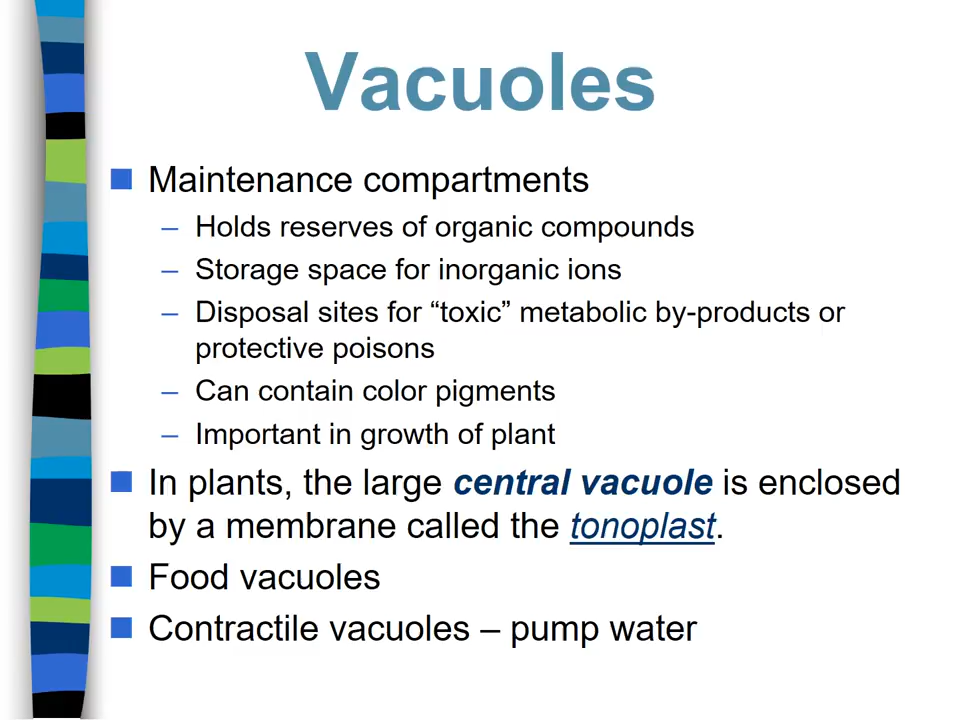 Vacuoles
Maintenance compartments
– Holds reserves of organic compounds
– Storage space for inorganic ions
– Disposal sites for “toxic” metabolic by-products or
protective poisons
– Can contain color pigments
– Important in growth of plant
In plants, the large central vacuole is enclosed
by a membrane called the tonoplast.
Food vacuoles
Contractile vacuoles – pump water